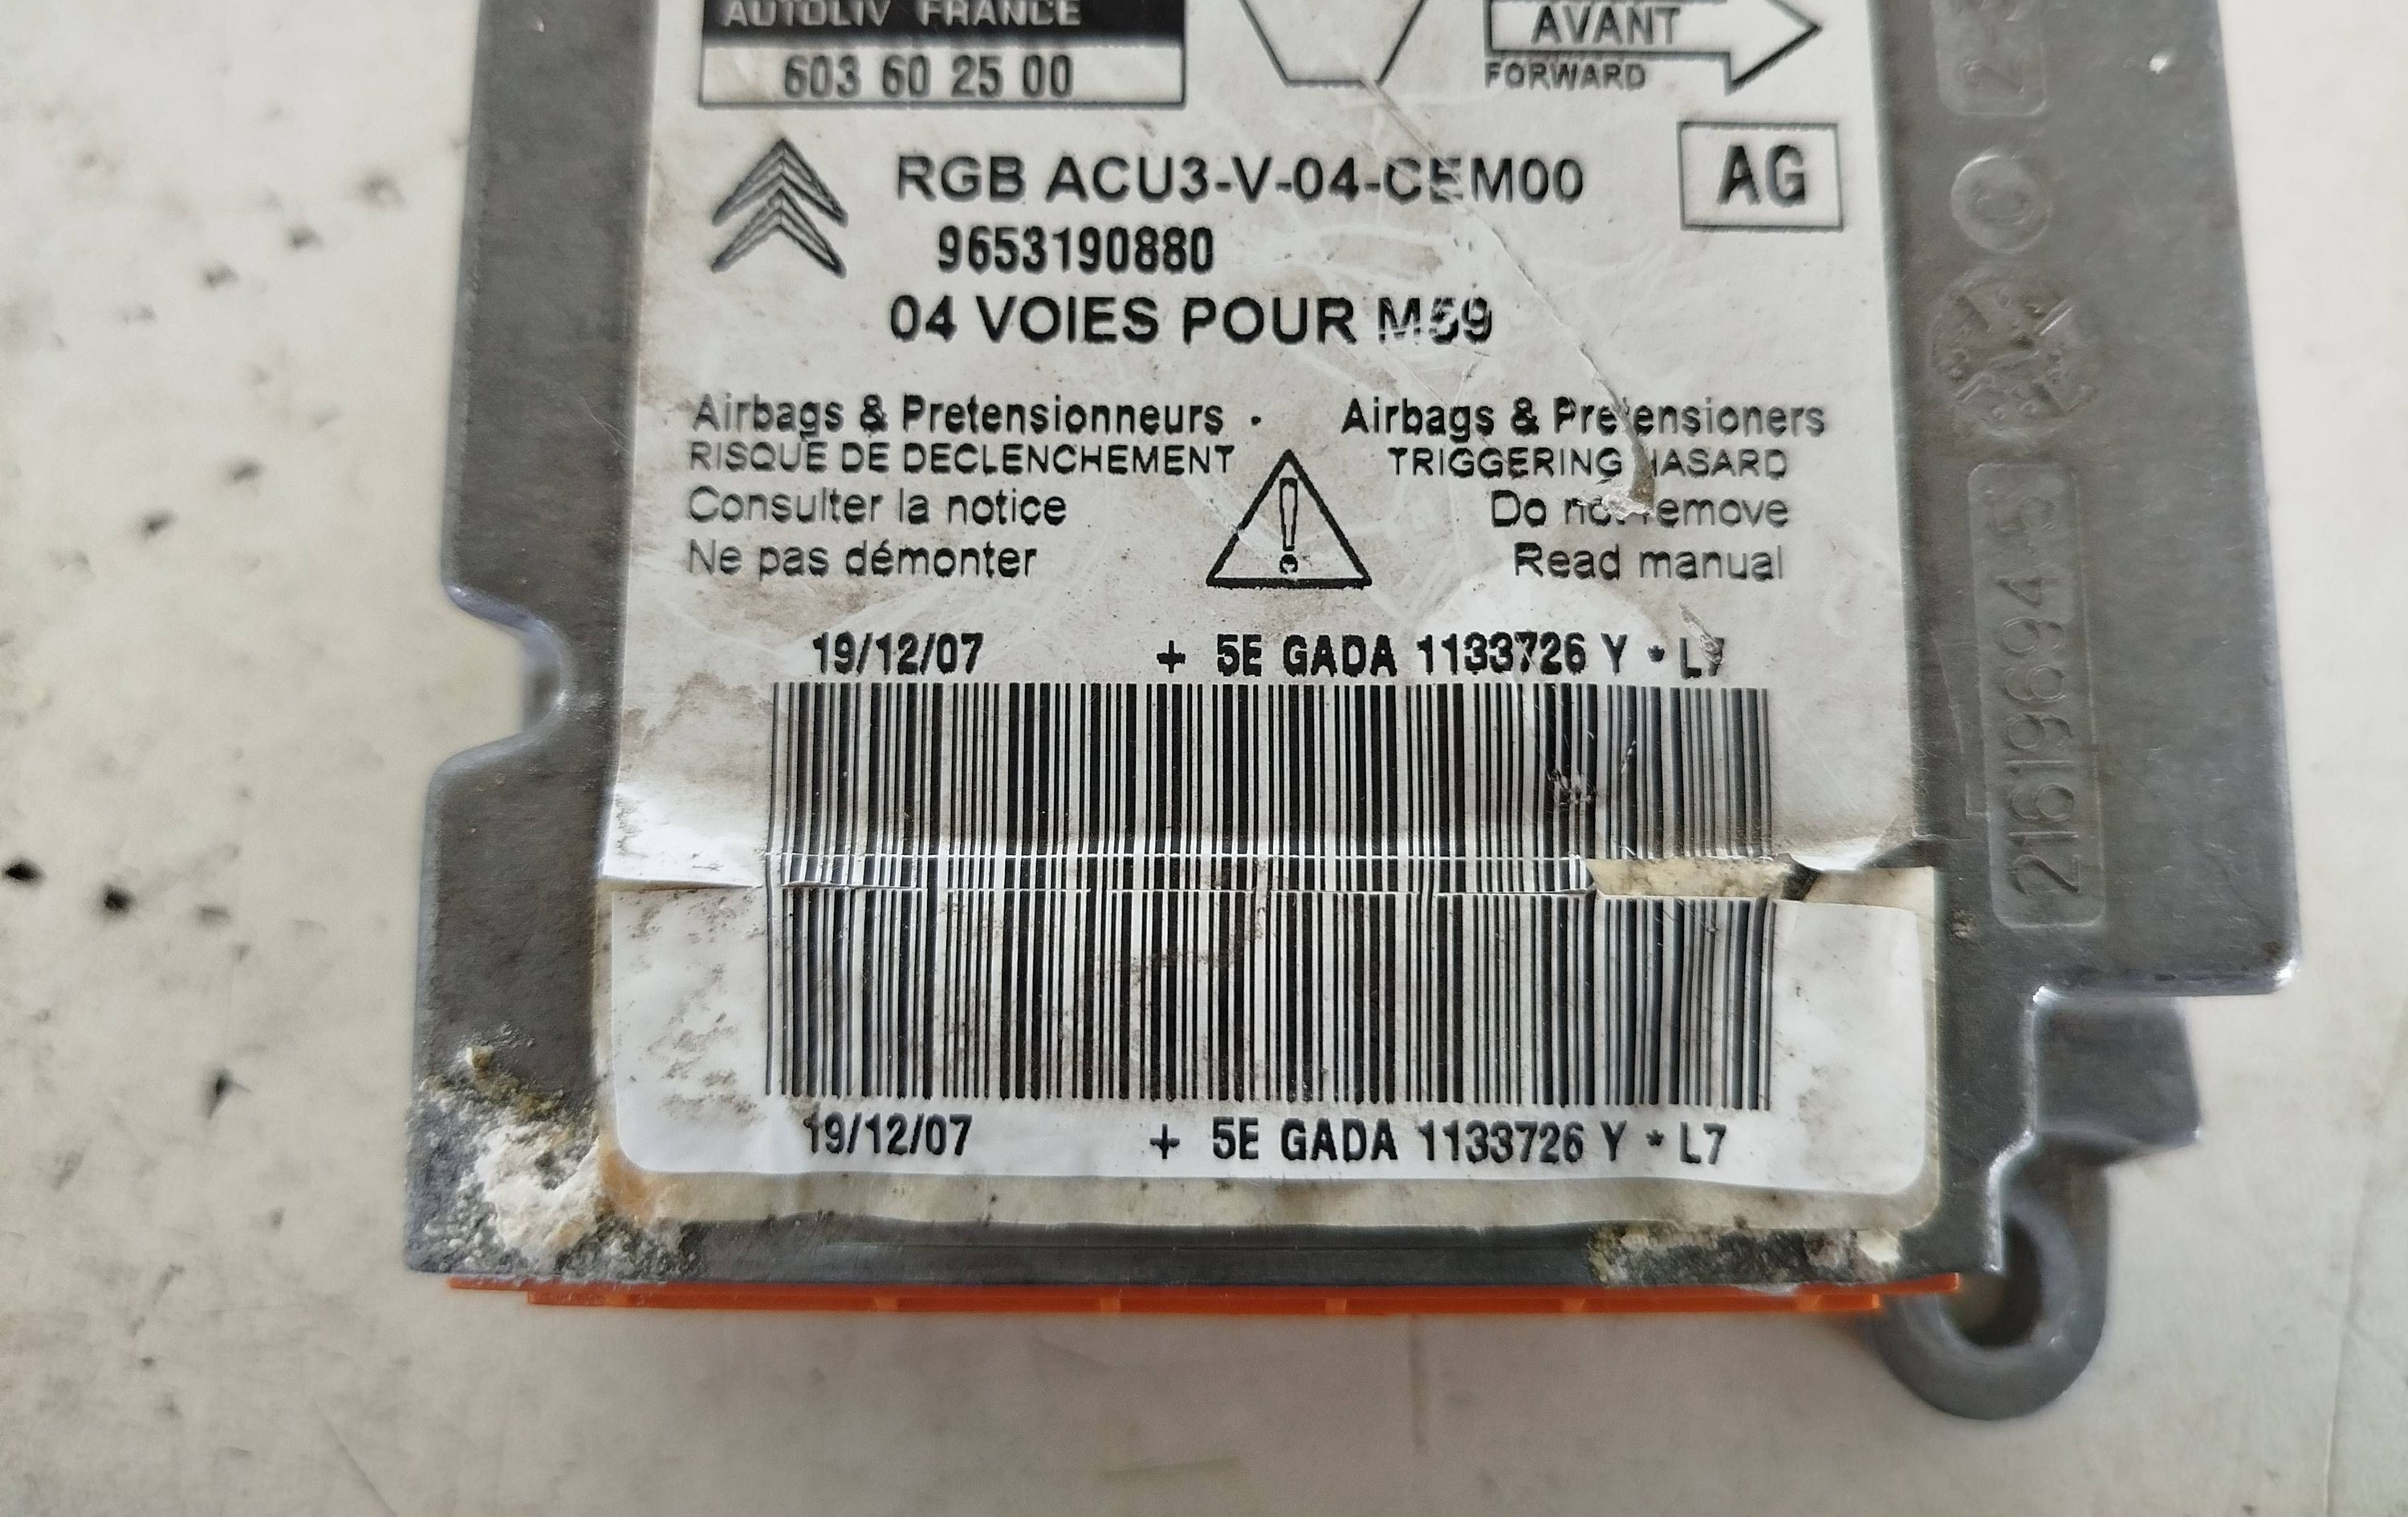 AUTOLIV FRANCE
603 60 25 00
AVANT
FORWARD
RGB ACU3-V-04-CEM00
AG
9653190880
04 VOIES POUR M59
Airbags & Pretensionneurs · Airbags & Pretensioners
RISQUE DE DECLENCHEMENT
TRIGGERING HASARD
Consulter la notice
Do not remove
Ne pas démonter
Read manual
19/12/07 + 5E GADA 1133726 Y * L7
19/12/07 + 5E GADA 1133726 Y * L7